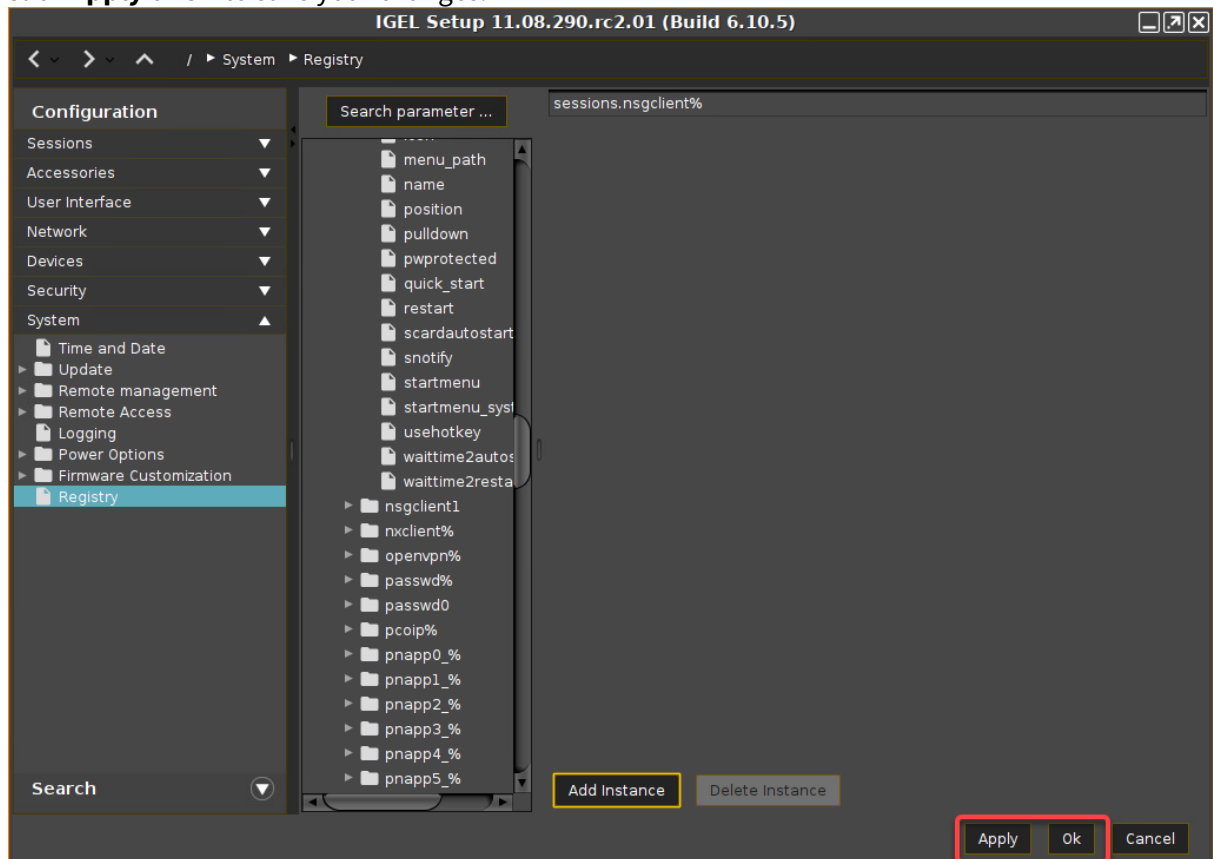 IGEL Setup 11.08.290.rc2.01 (Build 6.10.5)
/ ► System ► Registry
Configuration
Sessions
Accessories
User Interface
Network
Devices
Security
System
Time and Date
Update
Remote management
Remote Access
Logging
Power Options
Firmware Customization
Registry
Search
Search parameter ...
menu_path
name
position
pulldown
pwprotected
quick_start
restart
scardautostart
snotify
startmenu
startmenu_syst
usehotkey
waittime2autos
waittime2resta
nsgclient1
nxclient%
openvpn%
passwd%
passwd0
pcoip%
pnapp0_%
pnapp1_%
pnapp2_%
pnapp3_%
pnapp4_%
pnapp5_%
sessions.nsgclient%
Add Instance
Delete Instance
Apply
Ok
Cancel